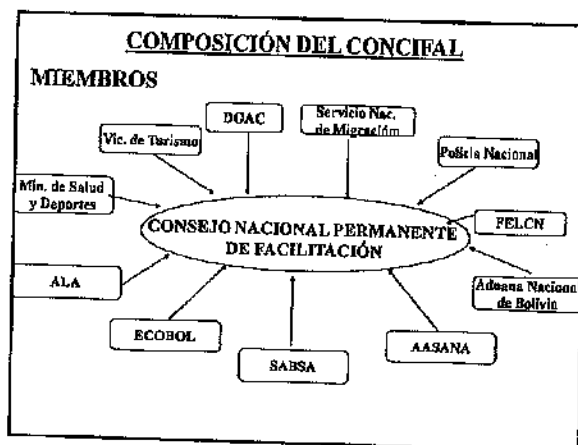 COMPOSICIÓN DEL CONCIFAL
MIEMBROS
DGAC
Servicio Nac.
de Migración
Vic. de Turismo
Policía Nacional
Min. de Salud
y Deportes
FELCN
CONSEJO NACIONAL PERMANENTE
DE FACILITACIÓN
ALA
Aduana Nacional
de Bolivia
ECOBOL
AASANA
SABSA